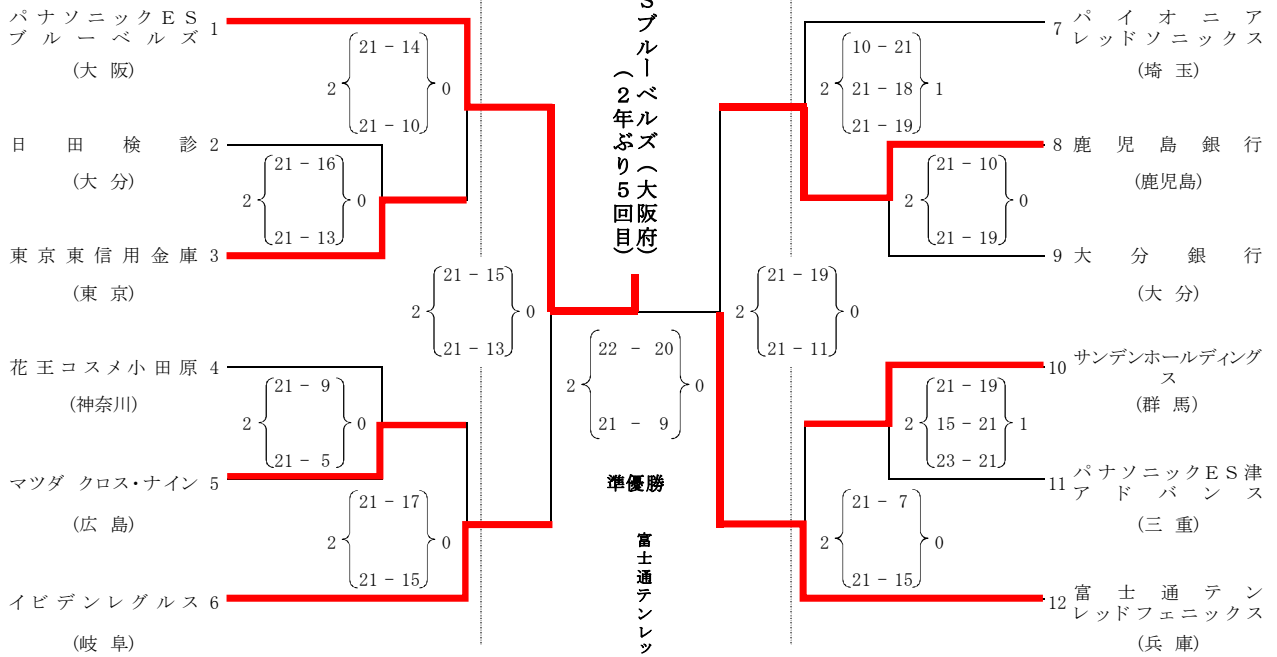 パナソニックES
ブルーベルズ
1
(大 阪)
21 - 14
2 0
21 - 10
日田検診 2
(大 分)
21 - 16
2 0
21 - 13
東京東信用金庫 3
(東 京)
21 - 15
2 0
21 - 13
花王コスメ小田原 4
(神奈川)
21 - 9
2 0
21 - 5
マツダ クロス・ナイン 5
(広 島)
21 - 17
2 0
21 - 15
イビデンレグルス 6
(岐 阜)
Sブルーベルズ(大阪府)
(2年ぶり5回目)
22 - 20
2 0
21 - 9
準優勝
富士通テンレッ
7 パイオニア
レッドソニックス
(埼 玉)
10 - 21
2 21 - 18 1
21 - 19
8 鹿児島銀行
(鹿児島)
21 - 10
2 0
21 - 19
9 大分銀行
(大 分)
21 - 19
2 0
21 - 11
10 サンデンホールディング
ス
(群 馬)
21 - 19
2 15 - 21 1
23 - 21
11 パナソニックES津
アドバンス
(三 重)
21 - 7
2 0
21 - 15
12 富士通テン
レッドフェニックス
(兵 庫)